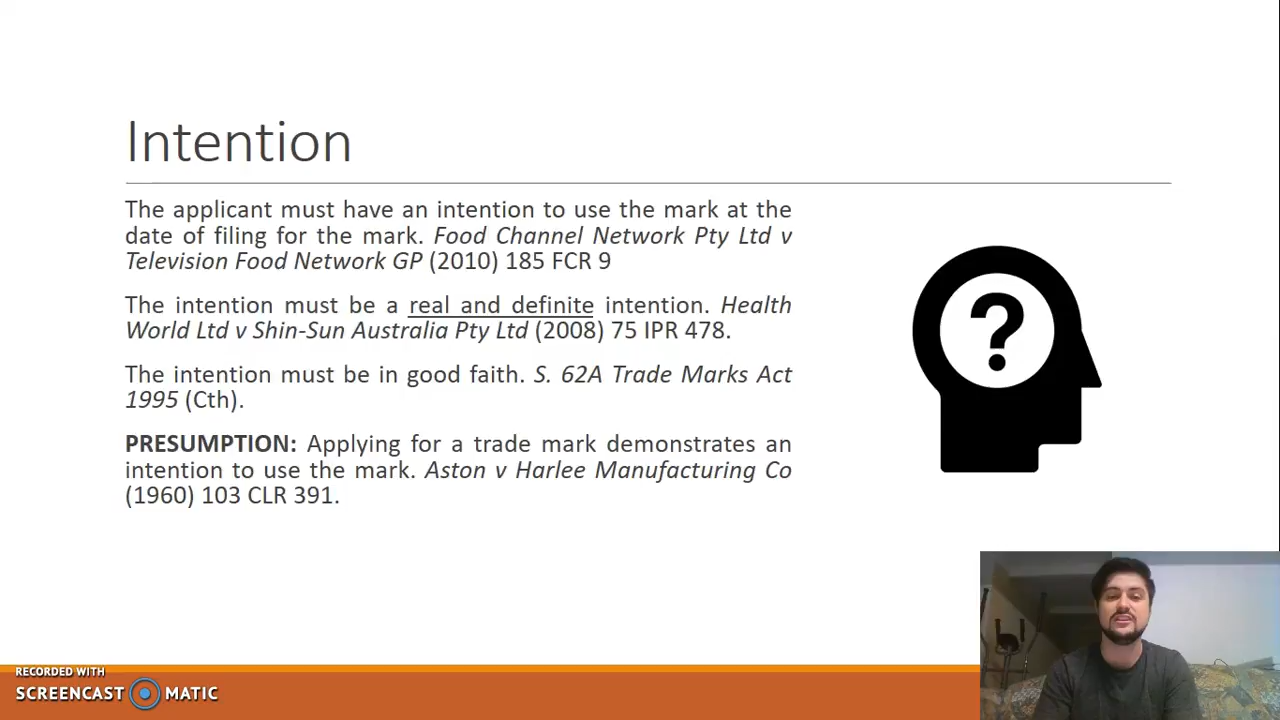 Intention
The applicant must have an intention to use the mark at the
date of filing for the mark. Food Channel Network Pty Ltd v
Television Food Network GP (2010) 185 FCR 9
The intention must be a real and definite intention. Health
World Ltd v Shin-Sun Australia Pty Ltd (2008) 75 IPR 478.
The intention must be in good faith. S. 62A Trade Marks Act
1995 (Cth).
PRESUMPTION: Applying for a trade mark demonstrates an
intention to use the mark. Aston v Harlee Manufacturing Co
(1960) 103 CLR 391.
?
RECORDED WITH
SCREENCAST MATIC